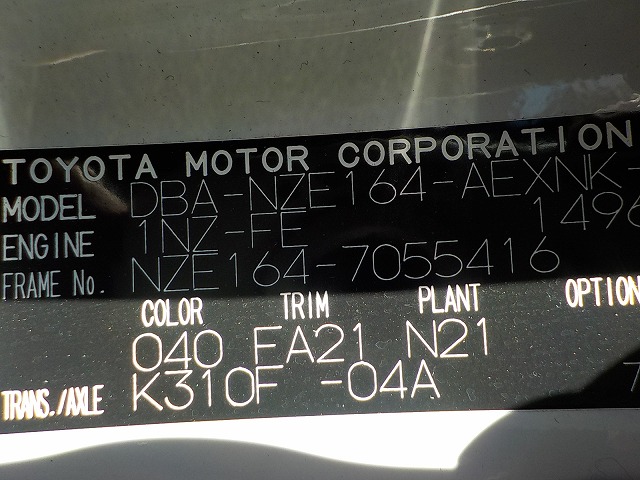 TOYOTA MOTOR CORPORATION
MODEL DBA-NZE164-AEXNK-
ENGINE 1NZ-FE 1496
FRAME No. NZE164-7055416
COLOR TRIM PLANT OPTION
040 FA21 N21
TRANS./AXLE K310F -04A 7